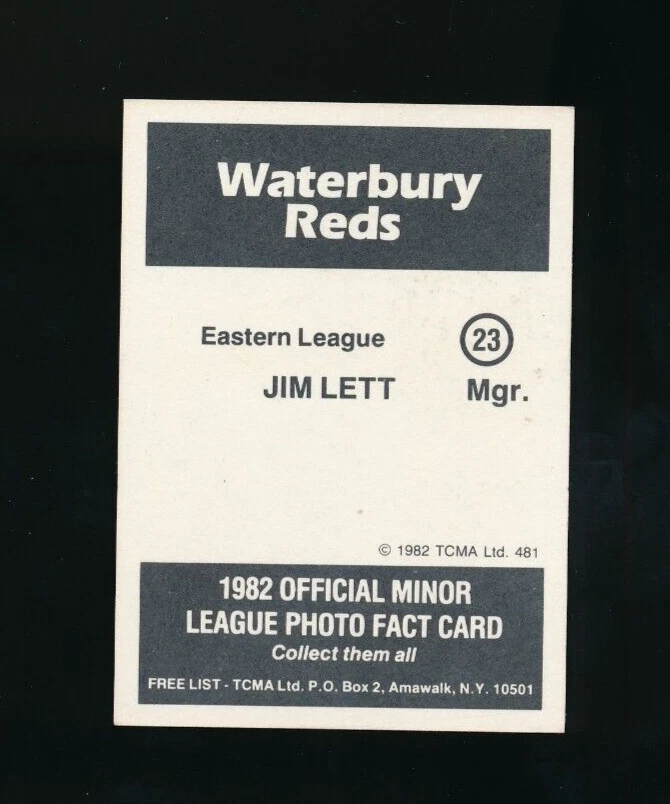 Waterbury
Reds
Eastern League 23
JIM LETT Mgr.
© 1982 TCMA Ltd. 481
1982 OFFICIAL MINOR
LEAGUE PHOTO FACT CARD
Collect them all
FREE LIST - TCMA Ltd. P.O. Box 2, Amawalk, N.Y. 10501